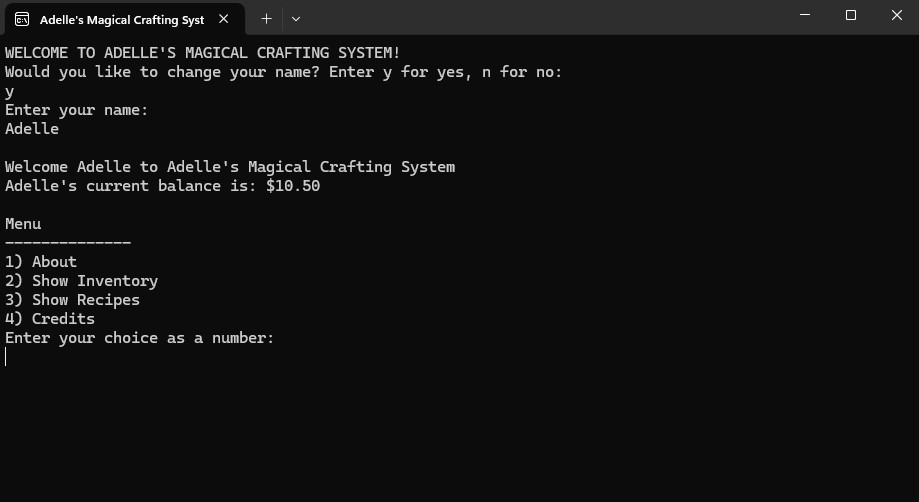 Adelle's Magical Crafting Syst
WELCOME TO ADELLE'S MAGICAL CRAFTING SYSTEM!
Would you like to change your name? Enter y for yes, n for no:
y
Enter your name:
Adelle
Welcome Adelle to Adelle's Magical Crafting System
Adelle's current balance is: $10.50
Menu
--------------
1) About
2) Show Inventory
3) Show Recipes
4) Credits
Enter your choice as a number: